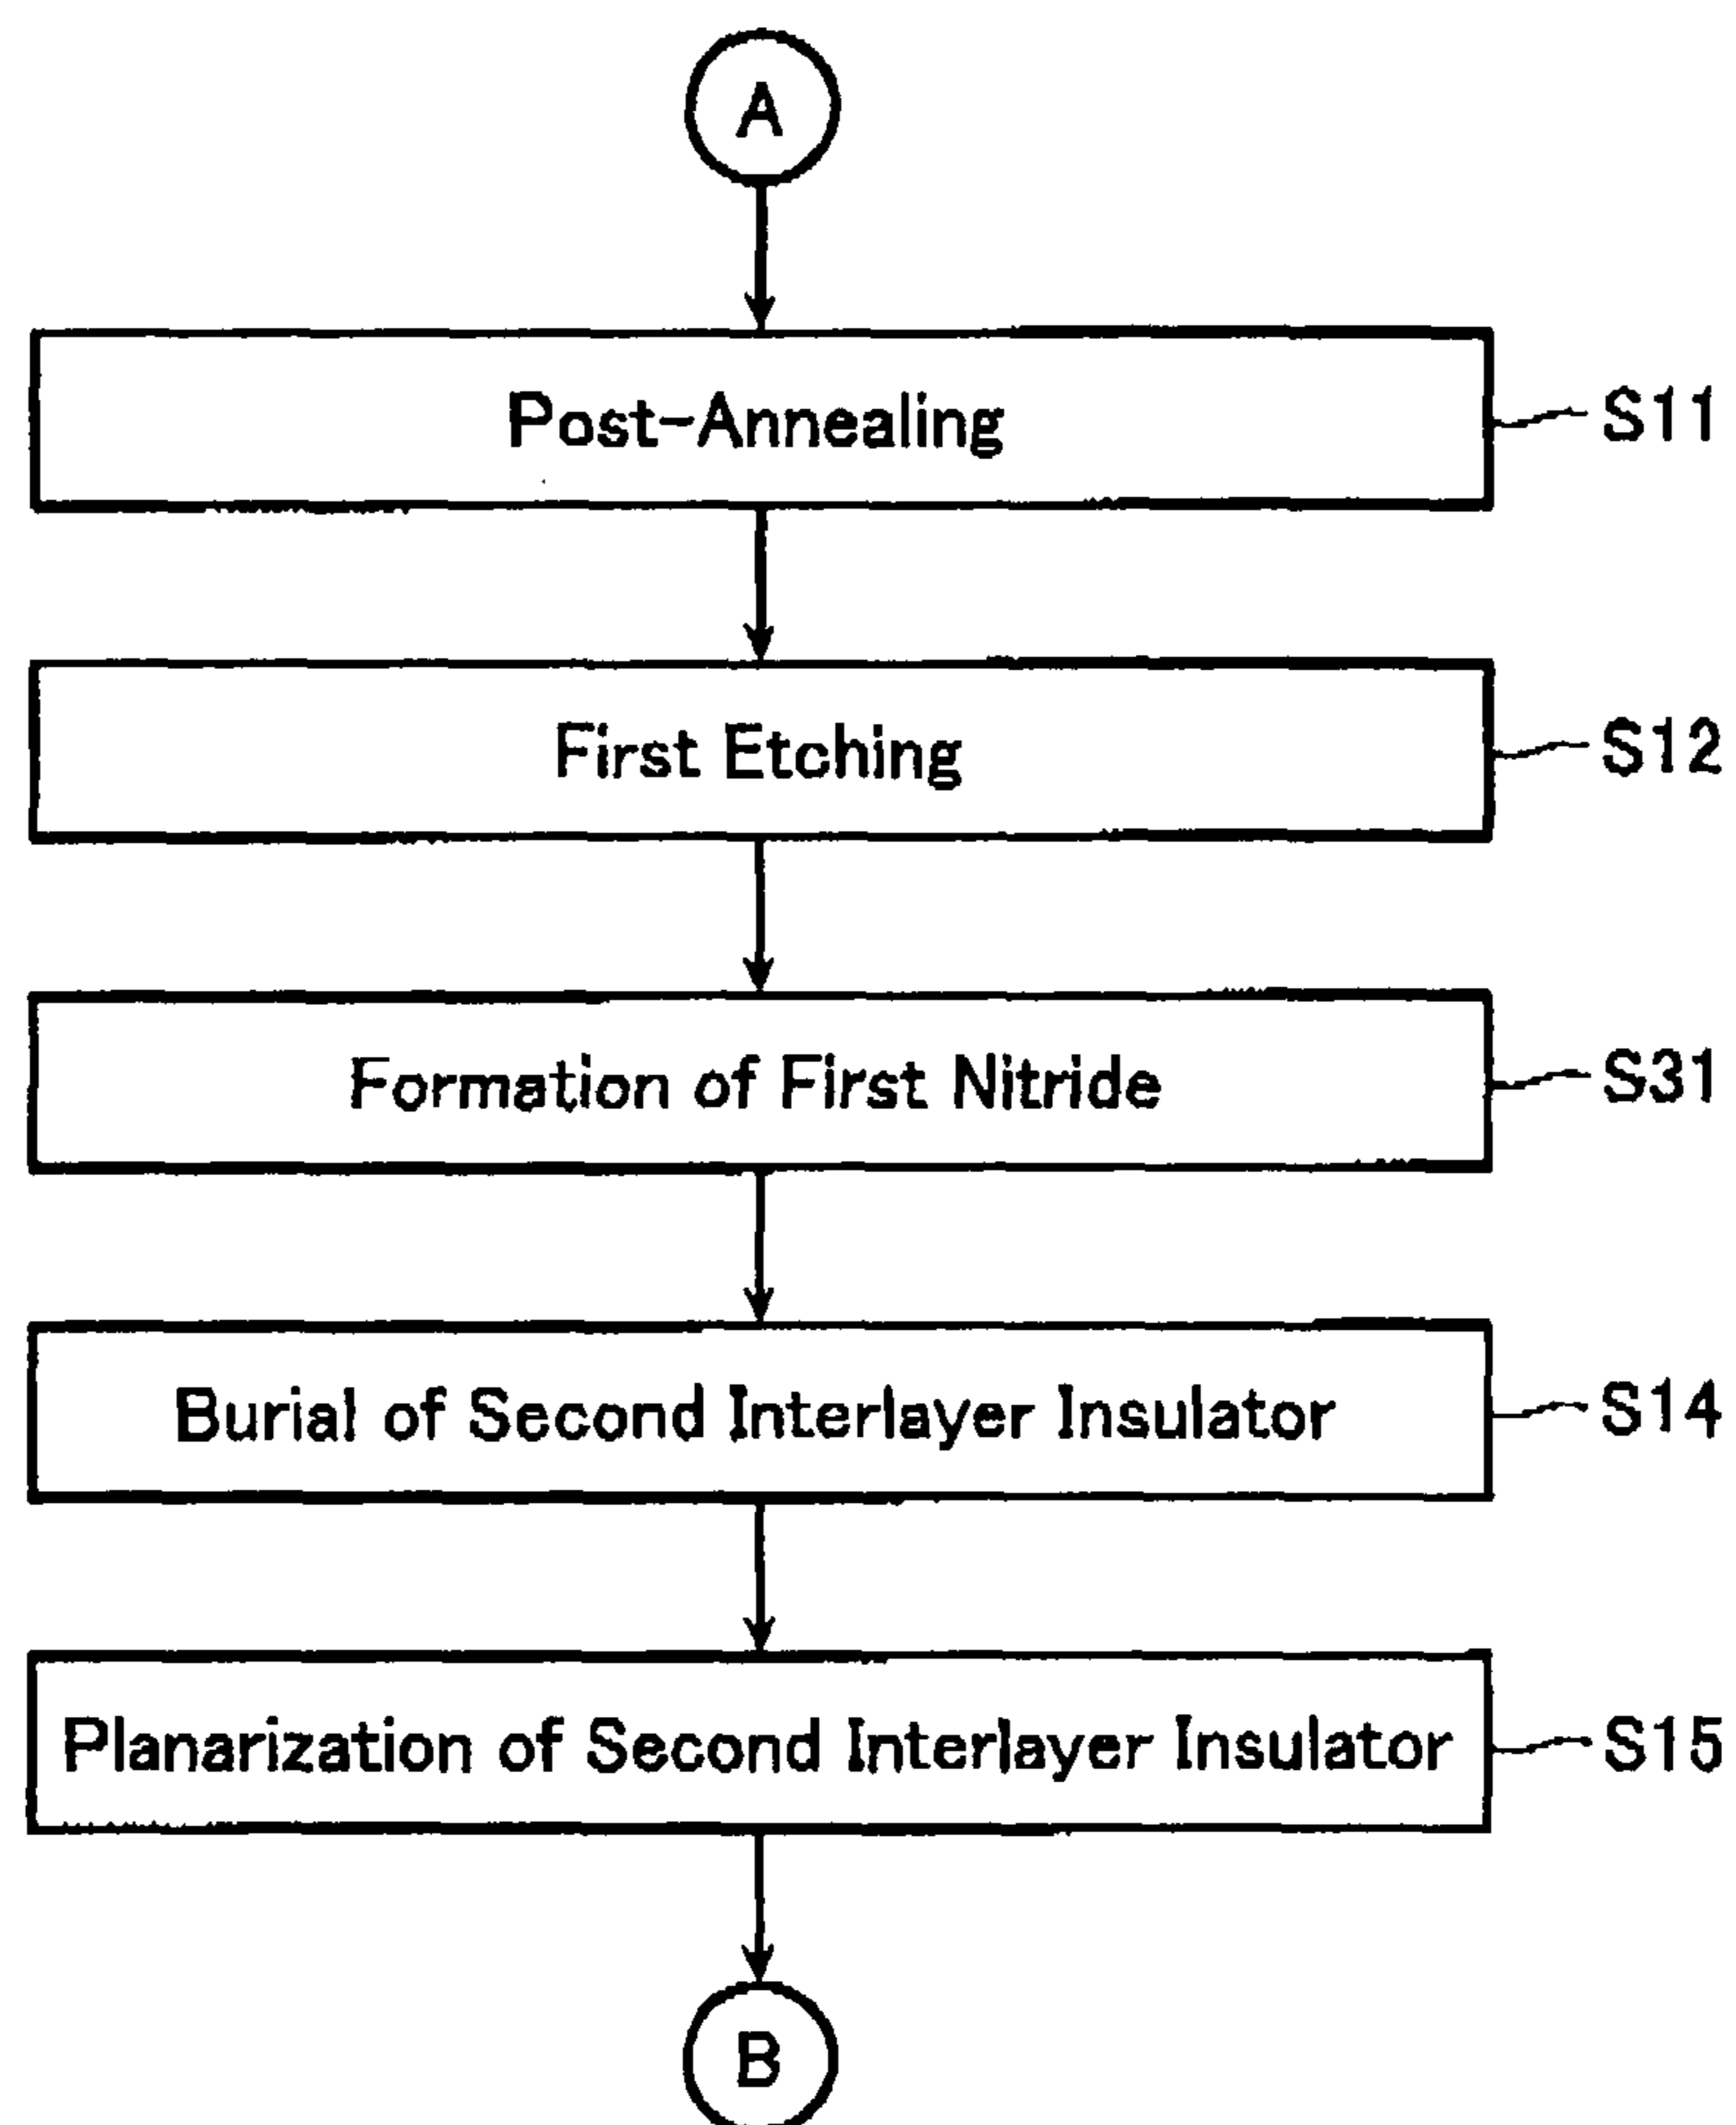 A
Post-Annealing
S11
First Etching
S12
Formation of First Nitride
S31
Burial of Second Interlayer Insulator
S14
Planarization of Second Interlayer Insulator
S15
B